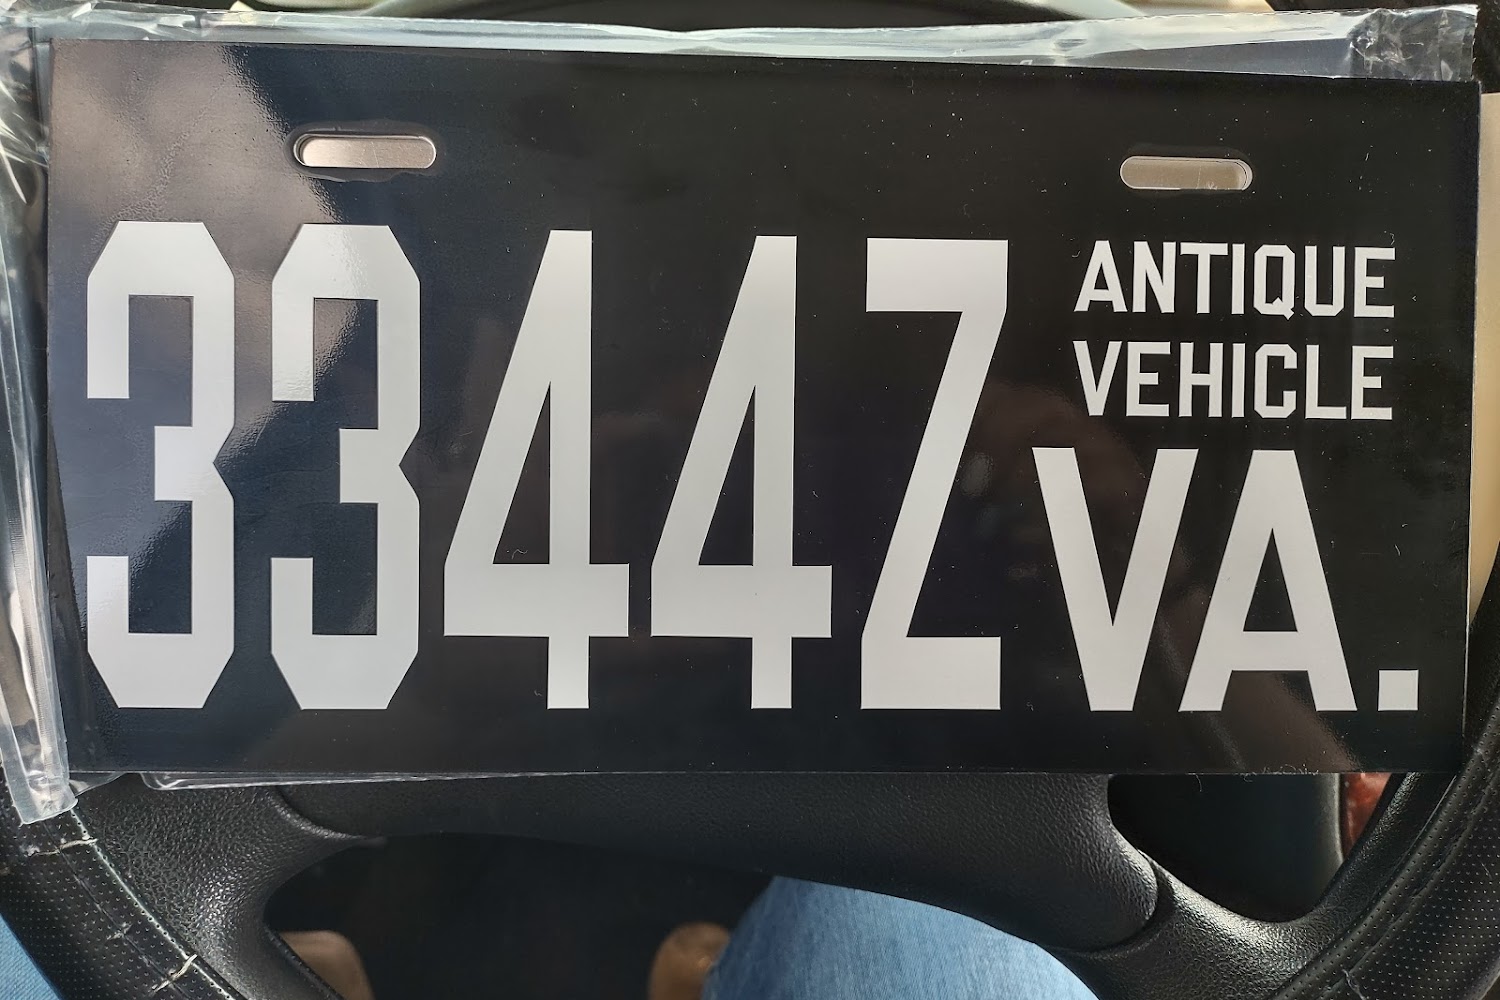 3344Z
ANTIQUE
VEHICLE
VA.